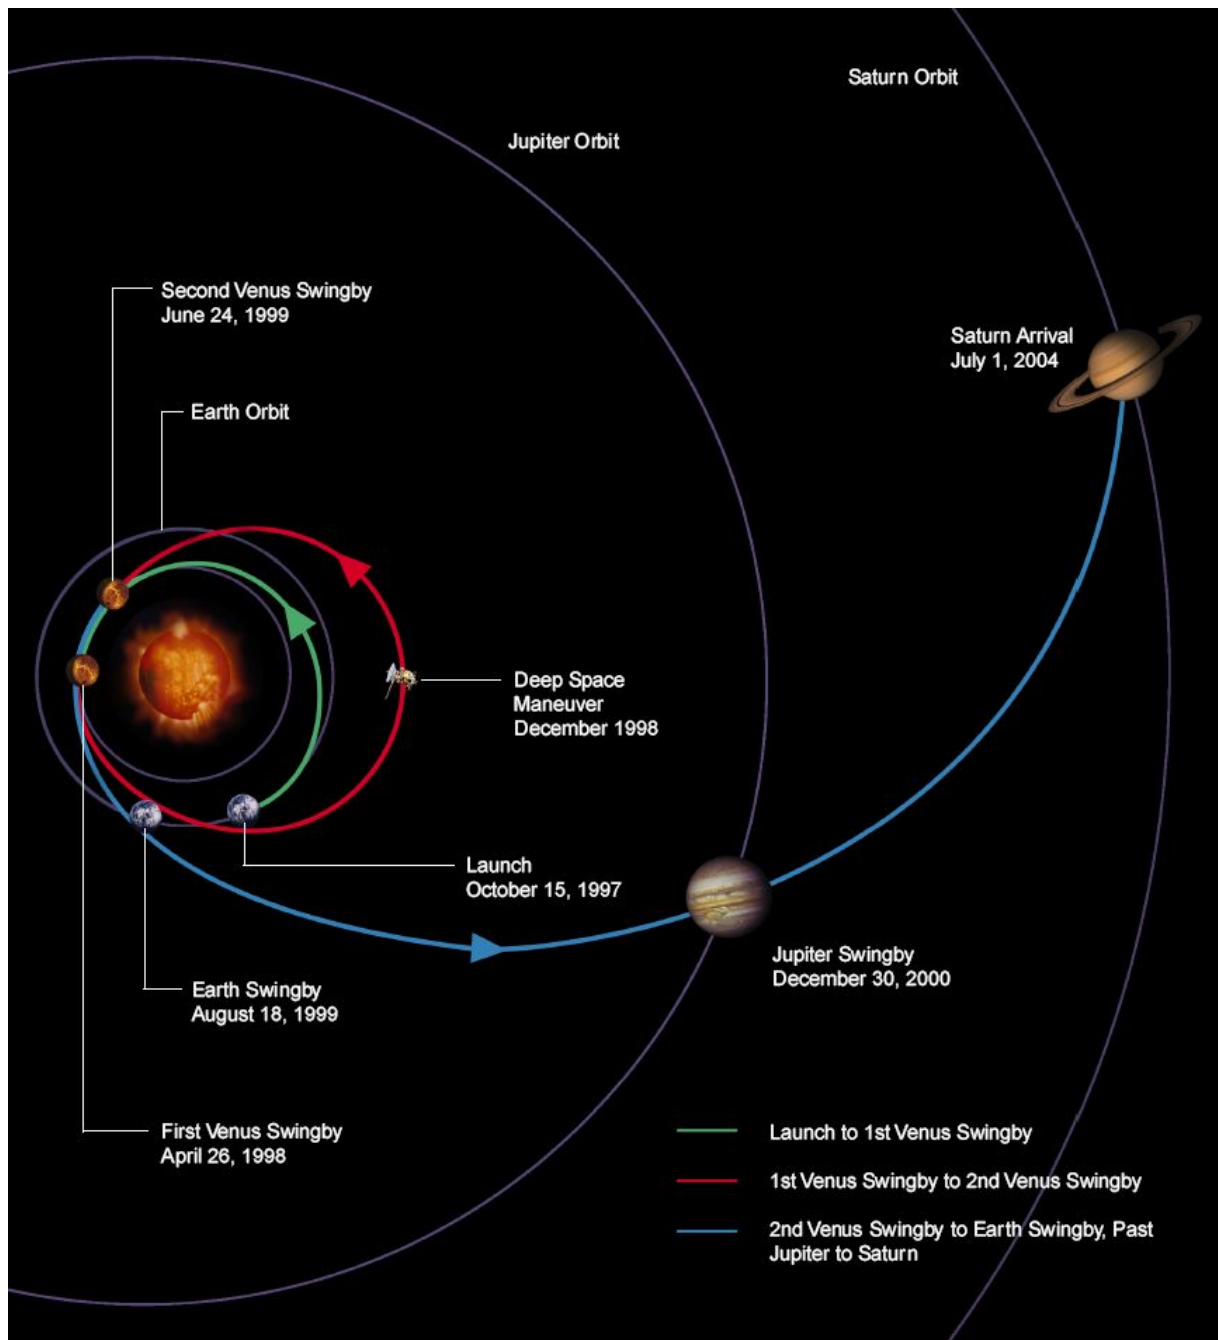 Saturn Orbit
Jupiter Orbit
Second Venus Swingby
June 24, 1999
Saturn Arrival
July 1, 2004
Earth Orbit
Deep Space
Maneuver
December 1998
Launch
October 15, 1997
Jupiter Swingby
December 30, 2000
Earth Swingby
August 18, 1999
First Venus Swingby
April 26, 1998
Launch to 1st Venus Swingby
1st Venus Swingby to 2nd Venus Swingby
2nd Venus Swingby to Earth Swingby, Past
Jupiter to Saturn